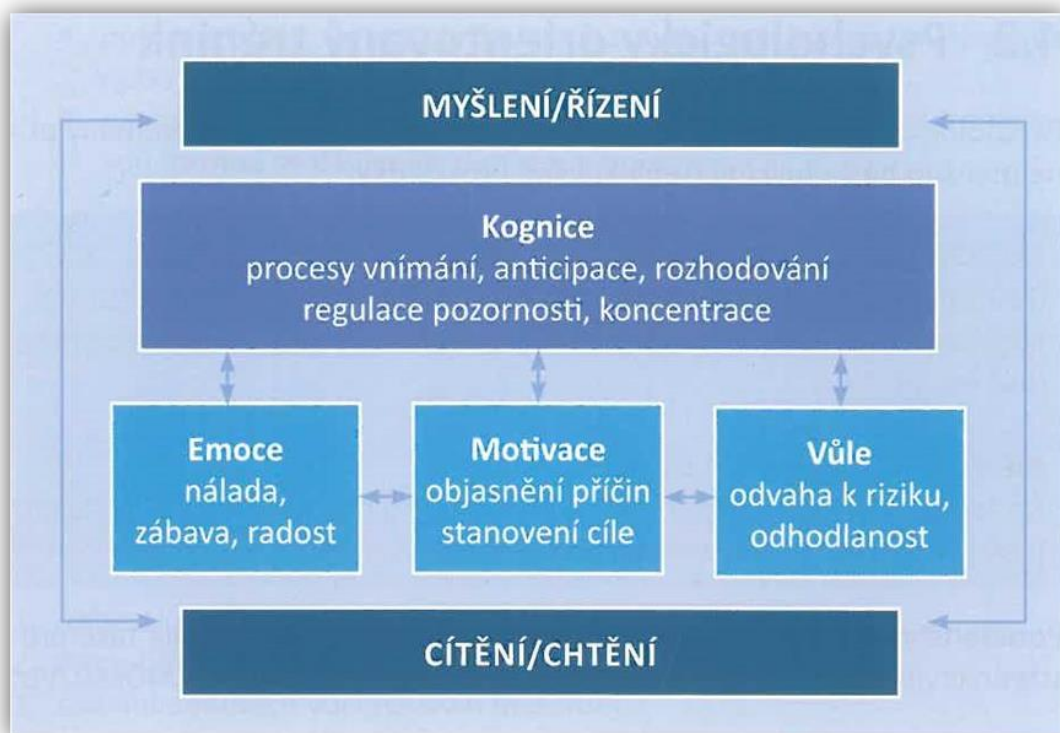 MYŠLENÍ/ŘÍZENÍ
Kognice
procesy vnímání, anticipace, rozhodování
regulace pozornosti, koncentrace
Emoce
nálada,
zábava, radost
Motivace
objasnění příčin
stanovení cíle
Vůle
odvaha k riziku,
odhodlanost
CÍTĚNÍ/CHTĚNÍ